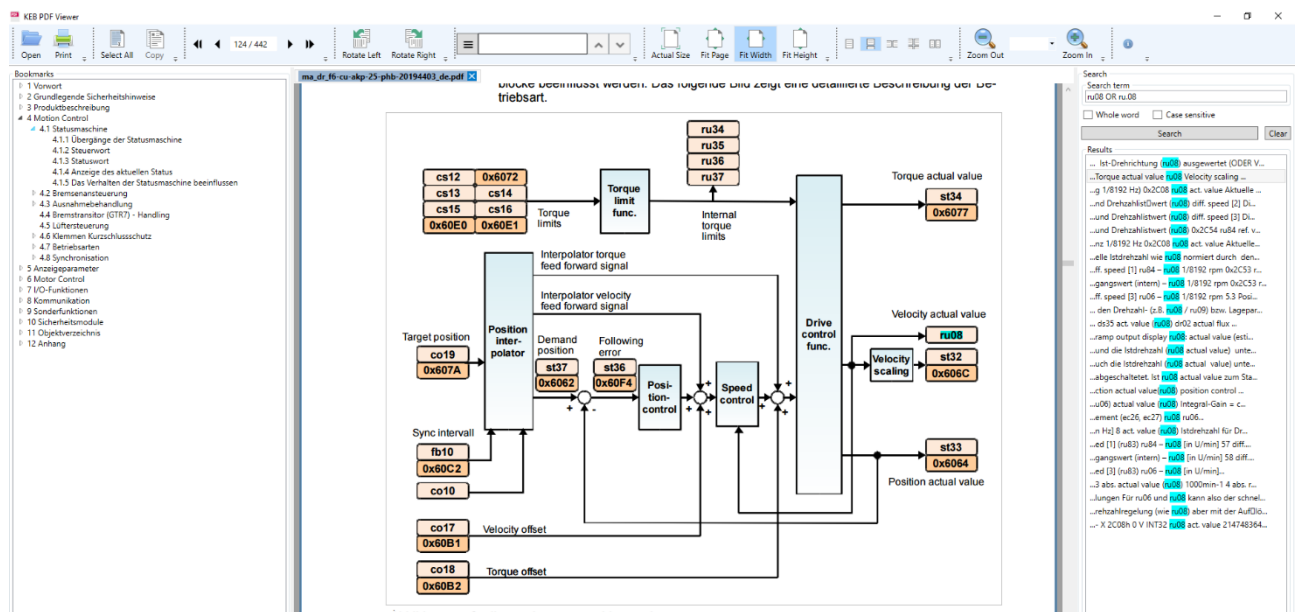 KEB PDF Viewer
Open
Print
Select All
Copy
124 / 442
Rotate Left
Rotate Right
Actual Size
Fit Page
Fit Width
Fit Height
Zoom Out
Zoom In
Bookmarks
1 Vorwort
2 Grundlegende Sicherheitshinweise
3 Produktbeschreibung
4 Motion Control
4.1 Statusmaschine
4.1.1 Übergänge der Statusmaschine
4.1.2 Steuerwort
4.1.3 Statuswort
4.1.4 Anzeige des aktuellen Status
4.1.5 Das Verhalten der Statusmaschine beeinflussen
4.2 Bremsenansteuerung
4.3 Ausnahmebehandlung
4.4 Bremstransitor (GTR7) - Handling
4.5 Lüftersteuerung
4.6 Klemmen Kurzschlussschutz
4.7 Betriebsarten
4.8 Synchronisation
5 Anzeigeparameter
6 Motor Control
7 I/O-Funktionen
8 Kommunikation
9 Sonderfunktionen
10 Sicherheitsmodule
11 Objektverzeichnis
12 Anhang
ma_dr_f6-cu-akp-25-phb-20194403_de.pdf
blöcke beeinflusst werden. Das folgende Bild zeigt eine detaillierte Beschreibung der Be-
triebsart.
ru34
ru35
ru36
ru37
cs12 0x6072
cs13 cs14
cs15 cs16
0x60E0 0x60E1
Torque
limits
Torque
limit
func.
Internal
torque
limits
Torque actual value
st34
0x6077
Interpolator torque
feed forward signal
Interpolator velocity
feed forward signal
Target position
co19
0x607A
Position
inter-
polator
Demand
position
st37
0x6062
Following
error
st36
0x60F4
Posi-
tion-
control
Speed
control
Drive
control
func.
Velocity actual value
ru08
Velocity
scaling
st32
0x606C
+
-
+
+
+
+
+
+
Sync intervall
fb10
0x60C2
co10
st33
0x6064
Position actual value
co17
0x60B1
Velocity offset
co18
0x60B2
Torque offset
Search
Search term
ru08 OR ru.08
Whole word
Case sensitive
Search
Clear
Results
... Ist-Drehrichtung (ru08) ausgewertet (ODER V...
...Torque actual value ru08 Velocity scaling ...
...g 1/8192 Hz) 0x2C08 ru08 act. value Aktuelle ...
...nd Drehzahlist▯wert (ru08) diff. speed [2] Di...
...und Drehzahlistwert (ru08) diff. speed [3] Di...
...und Drehzahlistwert (ru08) 0x2C54 ru84 ref. v...
...nz 1/8192 Hz 0x2C08 ru08 act. value Aktuelle...
...elle Istdrehzahl wie ru08 normiert durch den...
...ff. speed [1] ru84 – ru08 1/8192 rpm 0x2C53 r...
...gangswert (intern) – ru08 1/8192 rpm 0x2C53 r...
...ff. speed [3] ru06 – ru08 1/8192 rpm 5.3 Posi...
... den Drehzahl- (z.B. ru08 / ru09) bzw. Lagepar...
... ds35 act. value (ru08) dr02 actual flux ...
...ramp output display ru08: actual value (esti...
...und die Istdrehzahl (ru08 actual value) unte...
...uch die Istdrehzahl (ru08 actual value) unte...
...abgeschaltetet. Ist ru08 actual value zum Sta...
...ction actual value(ru08) position control ...
...u06) actual value (ru08) Integral-Gain = c...
...ement (ec26, ec27) ru08 ru06...
...n Hz] 8 act. value (ru08) Istdrehzahl für Dr...
...ed [1] (ru83) ru84 – ru08 [in U/min] 57 diff....
...gangswert (intern) – ru08 [in U/min] 58 diff....
...ed [3] (ru83) ru06 – ru08 [in U/min]...
...3 abs. actual value (ru08) 1000min-1 4 abs. r...
...lungen Für ru06 und ru08 kann also der schnel...
...rehzahlregelung (wie ru08) aber mit der Auf▯lö...
...- X 2C08h 0 V INT32 ru08 act. value 214748364...